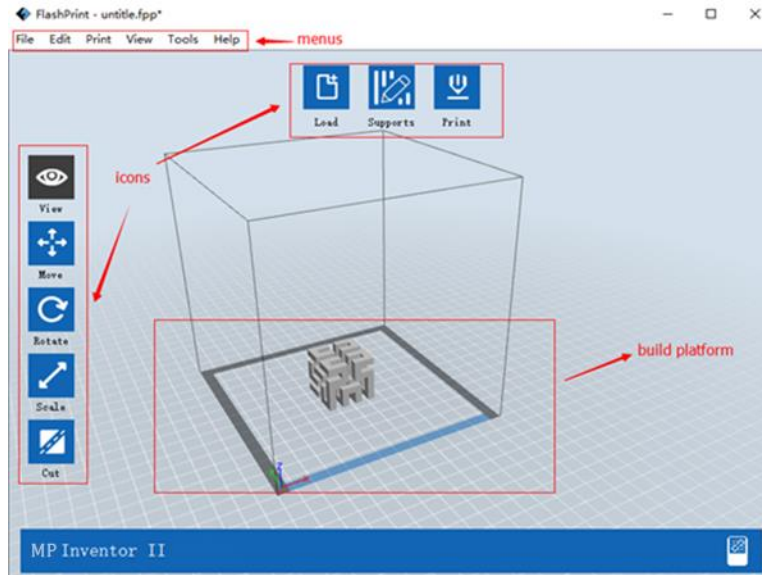 FlashPrint - untitle.fpp*
File Edit Print View Tools Help
menus
Load Supports Print
icons
View
Move
Rotate
Scale
Cut
build platform
Z
MP Inventor II